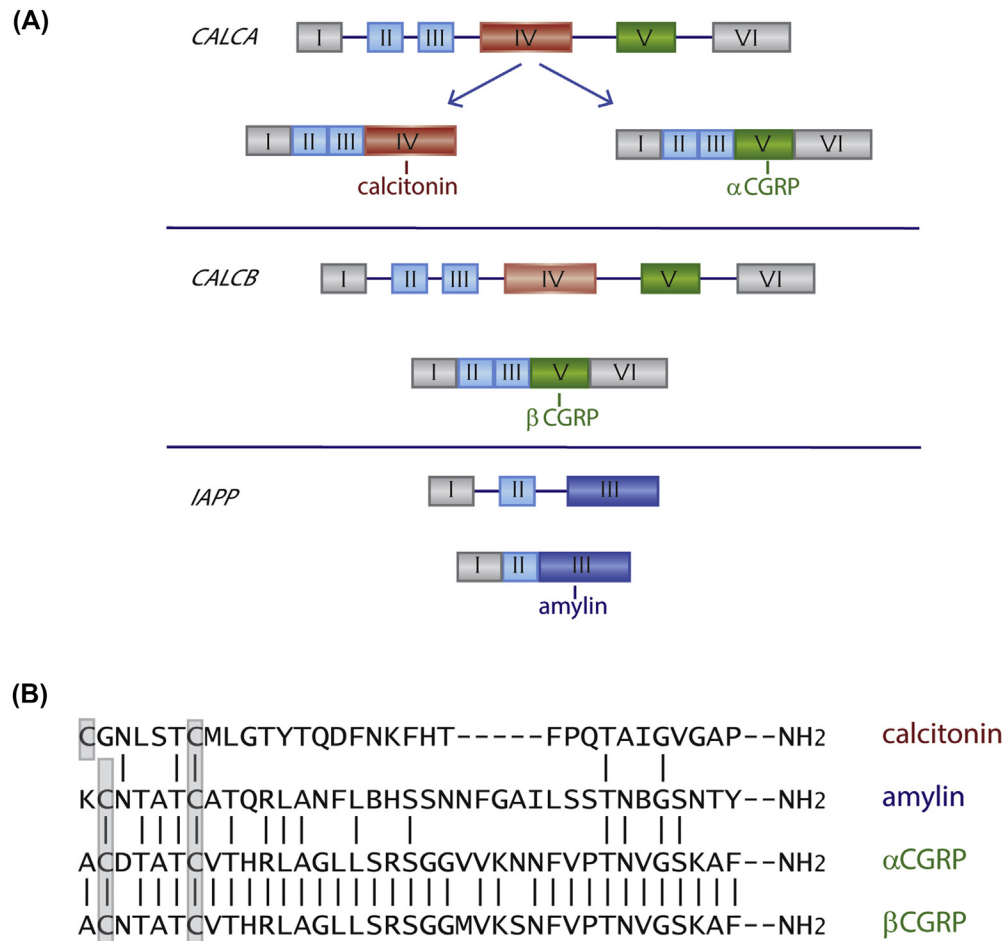 (A)
CALCA I II III IV V VI
I II III IV I II III V VI
calcitonin αCGRP
CALCB I II III IV V VI
I II III V VI
βCGRP
IAPP I II III
I II III
amylin
(B)
CGNLSTCMLGTYTQDFNKFHT-----FPQTAIGVGAP--NH2 calcitonin
KCNTATCATQRLANFLBHSSNNFGAILSSTNBGSNTY--NH2 amylin
ACDTATCVTHRLAGLLSRSGGVVKNNFVPTNVGSKAF--NH2 αCGRP
ACNTATCVTHRLAGLLSRSGGMVKSNFVPTNVGSKAF--NH2 βCGRP